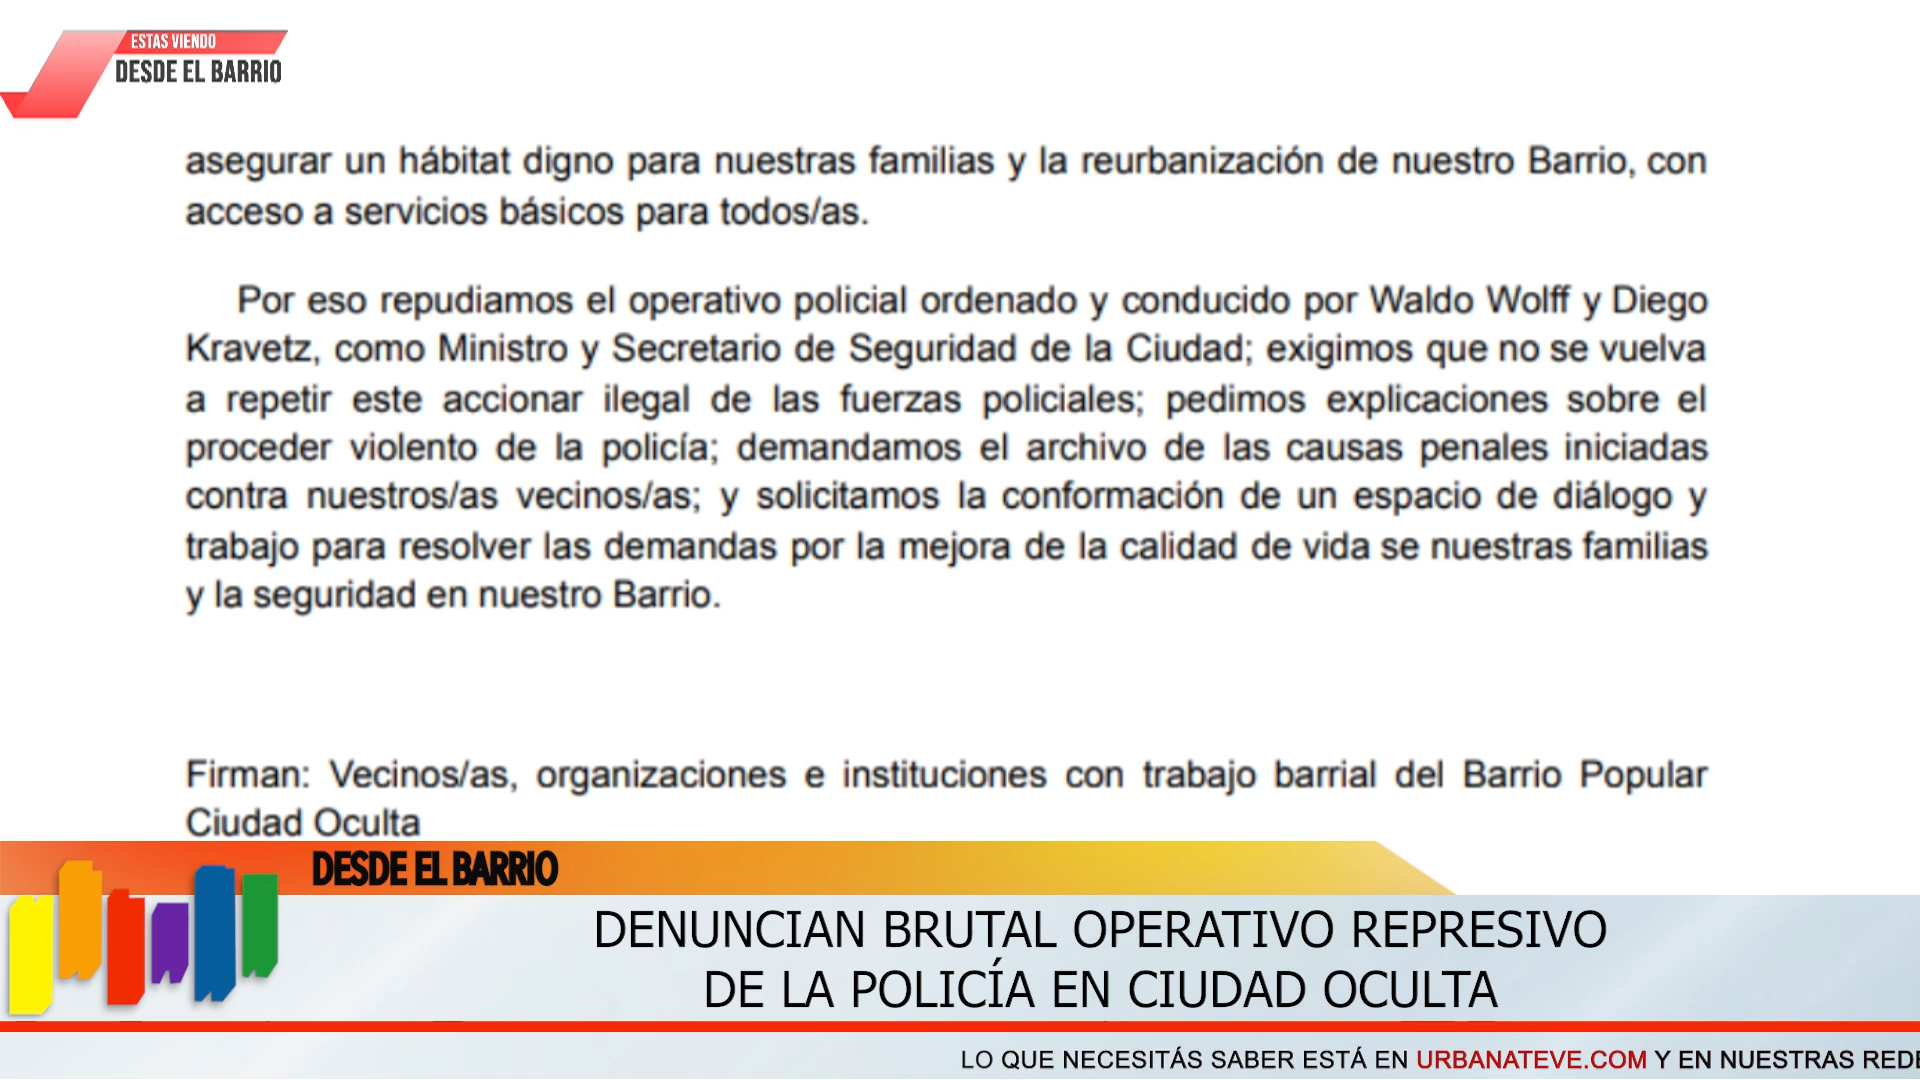 ESTAS VIENDO
DESDE EL BARRIO
asegurar un hábitat digno para nuestras familias y la reurbanización de nuestro Barrio, con
acceso a servicios básicos para todos/as.
Por eso repudiamos el operativo policial ordenado y conducido por Waldo Wolff y Diego
Kravetz, como Ministro y Secretario de Seguridad de la Ciudad; exigimos que no se vuelva
a repetir este accionar ilegal de las fuerzas policiales; pedimos explicaciones sobre el
proceder violento de la policía; demandamos el archivo de las causas penales iniciadas
contra nuestros/as vecinos/as; y solicitamos la conformación de un espacio de diálogo y
trabajo para resolver las demandas por la mejora de la calidad de vida se nuestras familias
y la seguridad en nuestro Barrio.
Firman: Vecinos/as, organizaciones e instituciones con trabajo barrial del Barrio Popular
Ciudad Oculta
DESDE EL BARRIO
DENUNCIAN BRUTAL OPERATIVO REPRESIVO
DE LA POLICÍA EN CIUDAD OCULTA
LO QUE NECESITÁS SABER ESTÁ EN URBANATEVE.COM Y EN NUESTRAS REDE